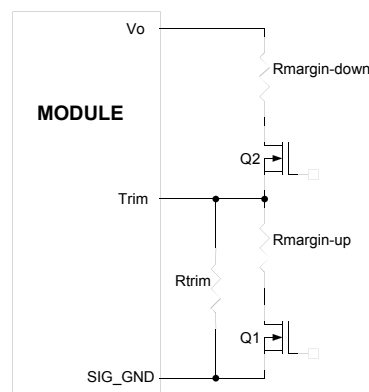 Vo
Rmargin-down
MODULE
Q2
Trim
Rmargin-up
Rtrim
Q1
SIG_GND